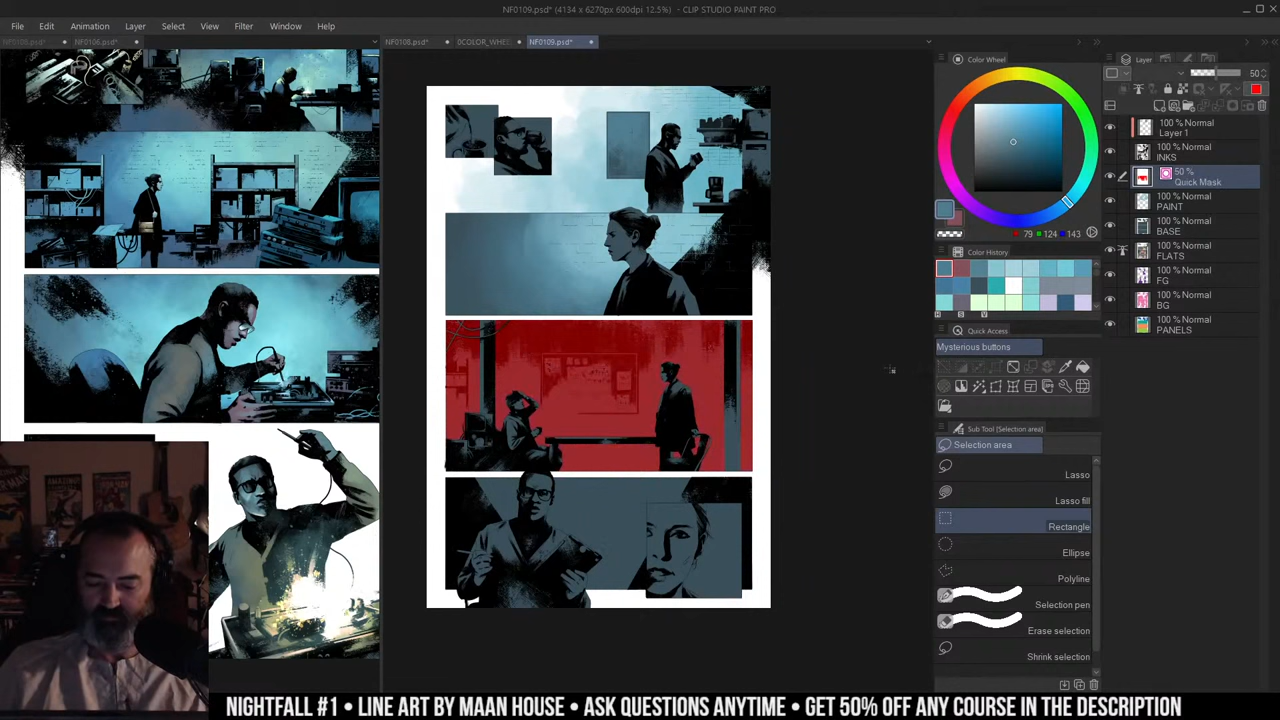 NF0109.psd* (4134 x 6270px 600dpi 12.5%) - CLIP STUDIO PAINT PRO
File Edit Animation Layer Select View Filter Window Help
NF0106.psd*
NF0108.psd*
0COLOR_WHEE
NF0109.psd*
Color Wheel
79 124 143
Color History
Quick Access
Mysterious buttons
Sub Tool [Selection area]
Selection area
Lasso
Lasso fill
Rectangle
Ellipse
Polyline
Selection pen
Erase selection
Shrink selection
Layer
50
100 % Normal
Layer 1
100 % Normal
INKS
50 %
Quick Mask
100 % Normal
PAINT
100 % Normal
BASE
100 % Normal
FLATS
100 % Normal
FG
100 % Normal
BG
100 % Normal
PANELS
NIGHTFALL #1 • LINE ART BY MAAN HOUSE • ASK QUESTIONS ANYTIME • GET 50% OFF ANY COURSE IN THE DESCRIPTION